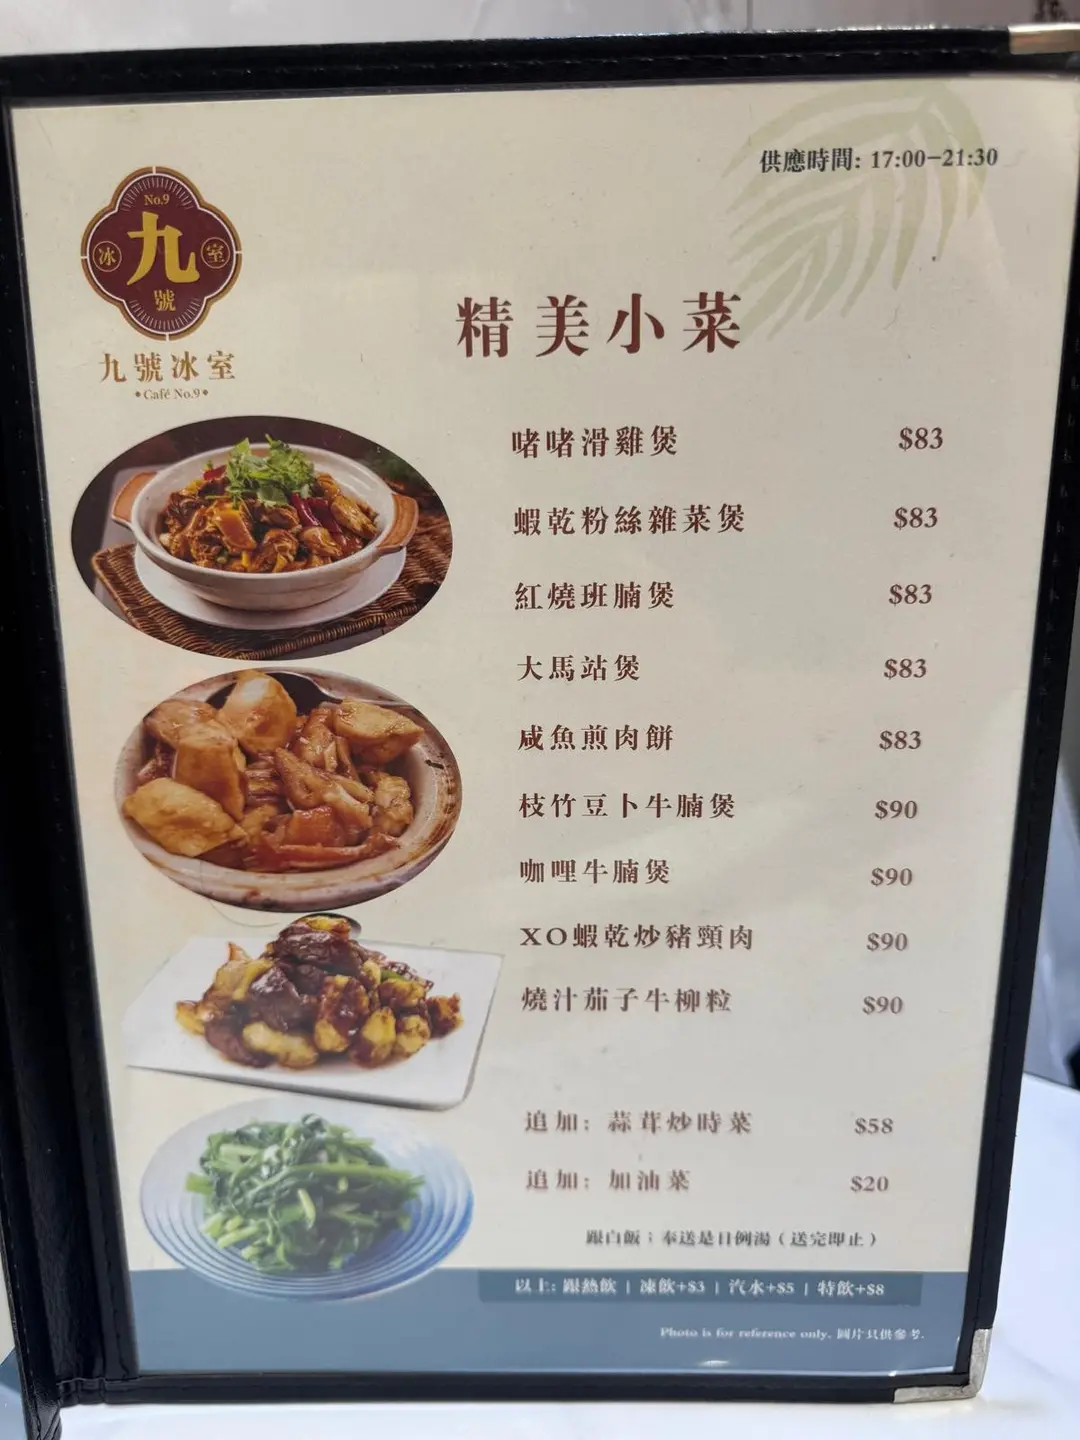 供應時間: 17:00-21:30
No.9
九
冰 室
號
九號冰室
•Café No.9•
精美小菜
啫啫滑雞煲 $83
蝦乾粉絲雜菜煲 $83
紅燒班腩煲 $83
大馬站煲 $83
咸魚煎肉餅 $83
枝竹豆卜牛腩煲 $90
咖哩牛腩煲 $90
XO蝦乾炒豬頸肉 $90
燒汁茄子牛柳粒 $90
追加: 蒜茸炒時菜 $58
追加: 加油菜 $20
跟白飯；奉送是日例湯（送完即止）
以上: 跟熱飲 | 凍飲+$3 | 汽水+$5 | 特飲+$8
Photo is for reference only. 圖片只供參考.